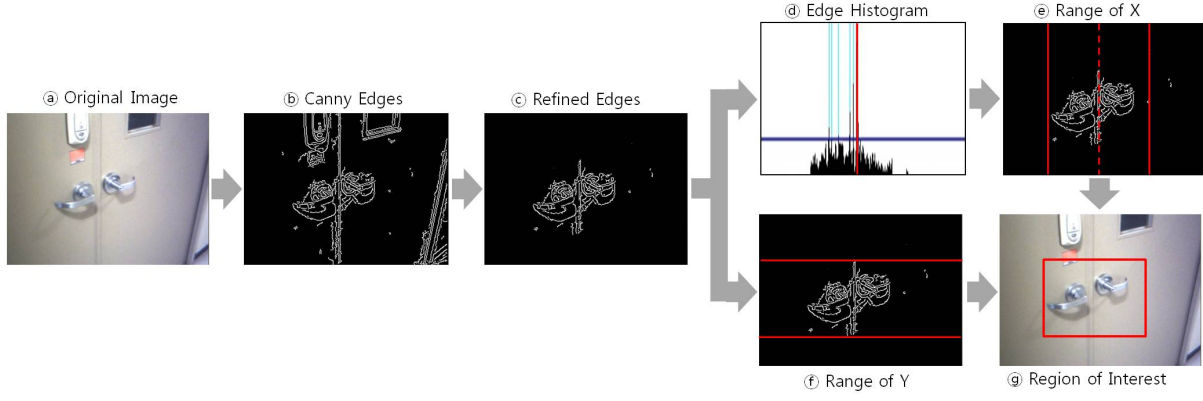 ⓐ Original Image
ⓑ Canny Edges
ⓒ Refined Edges
ⓓ Edge Histogram
ⓔ Range of X
ⓕ Range of Y
ⓖ Region of Interest